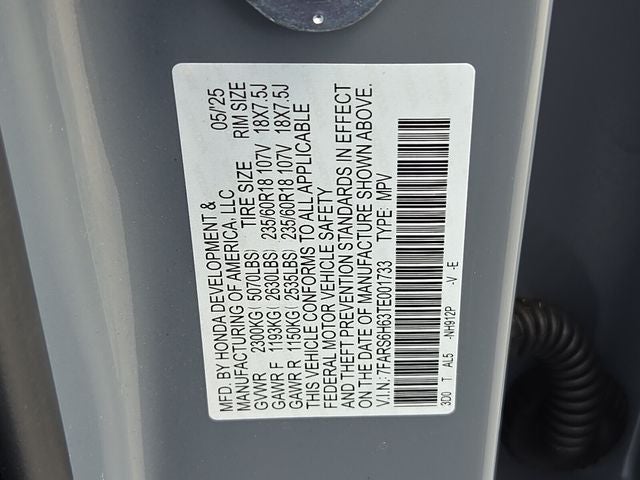 MFD. BY HONDA DEVELOPMENT &
MANUFACTURING OF AMERICA, LLC 05/'25
TIRE SIZE RIM SIZE
GVWR 2300KG( 5070LBS)
GAWR F 1193KG( 2630LBS) 235/60R18 107V 18X7.5J
GAWR R 1150KG( 2535LBS) 235/60R18 107V 18X7.5J
THIS VEHICLE CONFORMS TO ALL APPLICABLE
FEDERAL MOTOR VEHICLE SAFETY
AND THEFT PREVENTION STANDARDS IN EFFECT
ON THE DATE OF MANUFACTURE SHOWN ABOVE.
V.I.N: 7FARS6H63TE001733 TYPE: MPV
3D0 T AL5 -NH912P -V -E